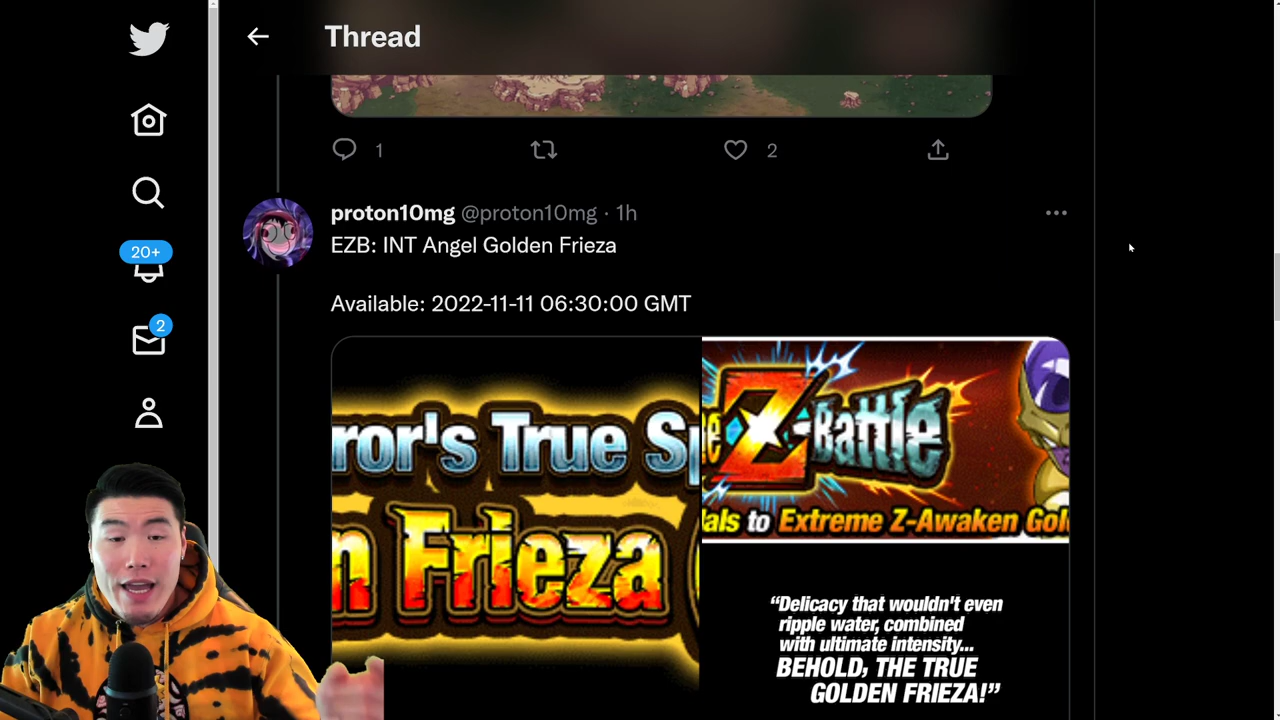 Thread
1
2
proton10mg @proton10mg · 1h
EZB: INT Angel Golden Frieza
20+
Available: 2022-11-11 06:30:00 GMT
2
ror's True Sp
n Frieza
Z-Battle
als to Extreme Z-Awaken Gol
“Delicacy that wouldn't even
ripple water, combined
with ultimate intensity...
BEHOLD, THE TRUE
GOLDEN FRIEZA!”